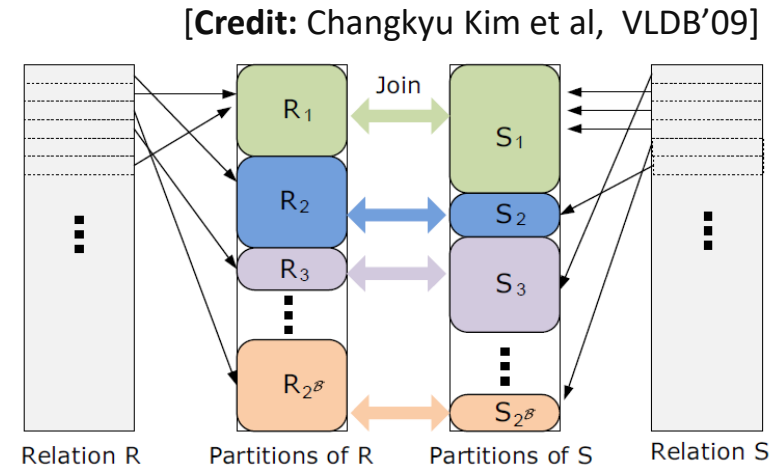 [Credit: Changkyu Kim et al, VLDB'09]
Join
R1
S1
R2
S2
R3
S3
R2ℬ
S2ℬ
Relation R
Partitions of R
Partitions of S
Relation S